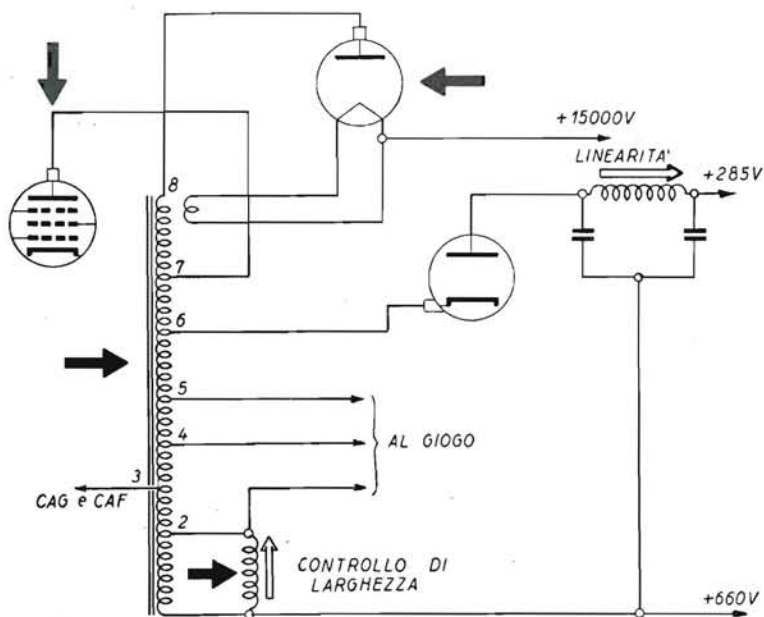 +15000V
LINEARITA'
+285V
8
7
6
5
4
AL GIOGO
3
CAG e CAF
2
CONTROLLO DI
LARGHEZZA
+660V